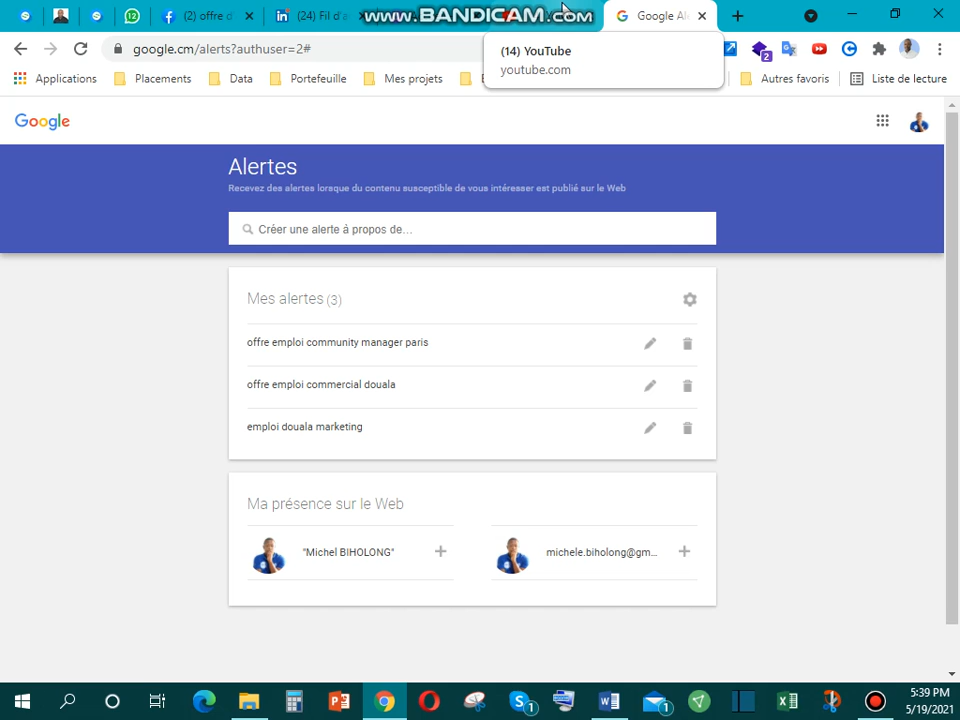 (2) offre d
(24) Fil d'a
www.BANDICAM.com
Google Al
google.cm/alerts?authuser=2#
(14) YouTube
youtube.com
2
Applications
Placements
Data
Portefeuille
Mes projets
Autres favoris
Liste de lecture
Google
Alertes
Recevez des alertes lorsque du contenu susceptible de vous intéresser est publié sur le Web
Créer une alerte à propos de...
Mes alertes (3)
offre emploi community manager paris
offre emploi commercial douala
emploi douala marketing
Ma présence sur le Web
"Michel BIHOLONG"
michele.biholong@gm...
5:39 PM
5/19/2021